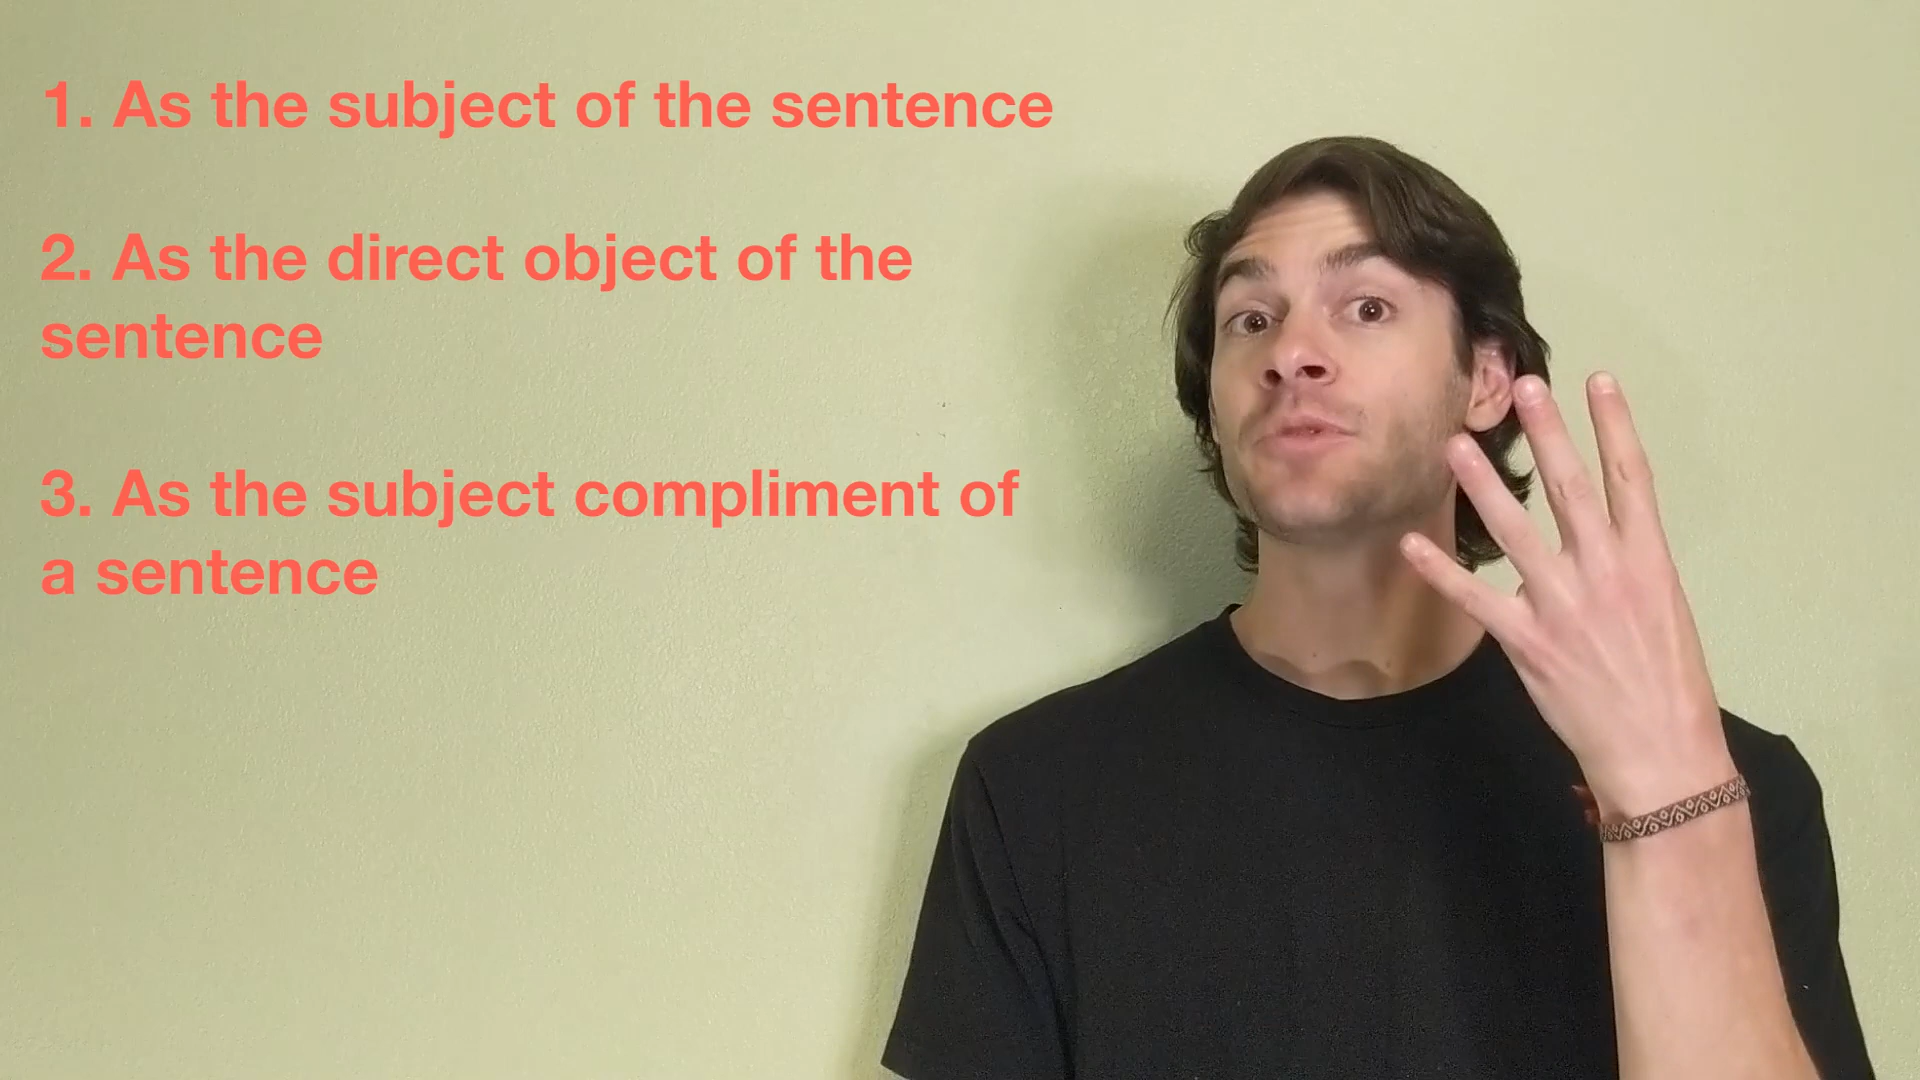 1. As the subject of the sentence
2. As the direct object of the
sentence
3. As the subject compliment of
a sentence